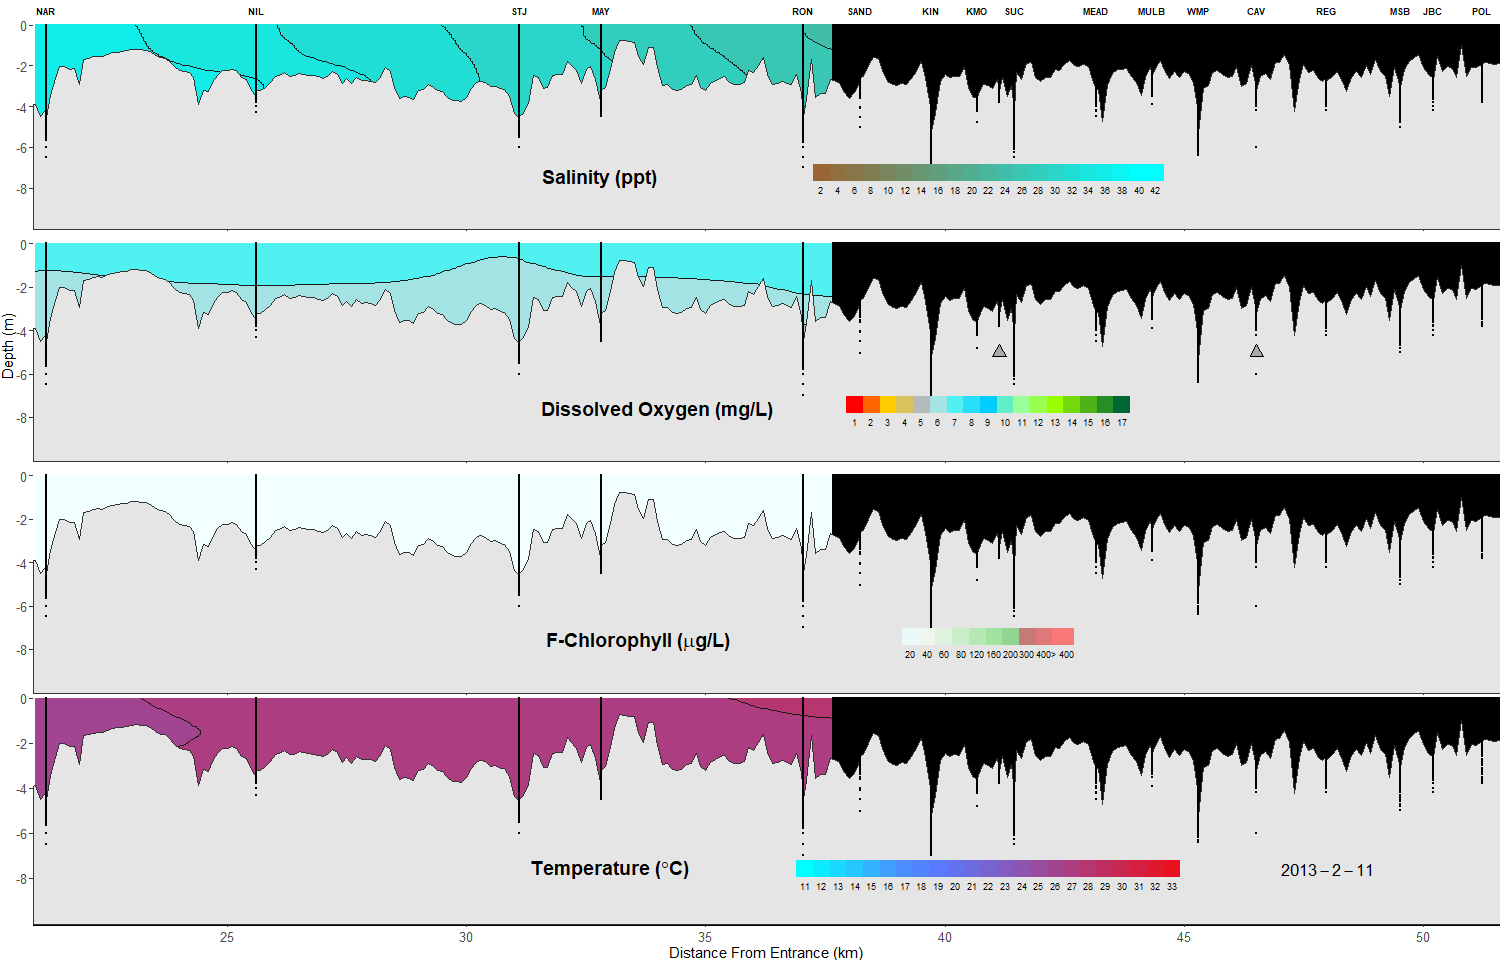 NAR NIL STJ MAY RON SAND KIN KMO SUC MEAD MULB WMP CAV REG MSB JBC POL
0
-2
-4
-6
-8
Salinity (ppt)
2 4 6 8 10 12 14 16 18 20 22 24 26 28 30 32 34 36 38 40 42
0
-2
-4
-6
-8
Depth (m)
Dissolved Oxygen (mg/L)
1 2 3 4 5 6 7 8 9 10 11 12 13 14 15 16 17
0
-2
-4
-6
-8
F-Chlorophyll (μg/L)
20 40 60 80 120 160 200 300 400> 400
0
-2
-4
-6
-8
Temperature (°C)
11 12 13 14 15 16 17 18 19 20 21 22 23 24 25 26 27 28 29 30 31 32 33
2013 – 2 – 11
25 30 35 40 45 50
Distance From Entrance (km)